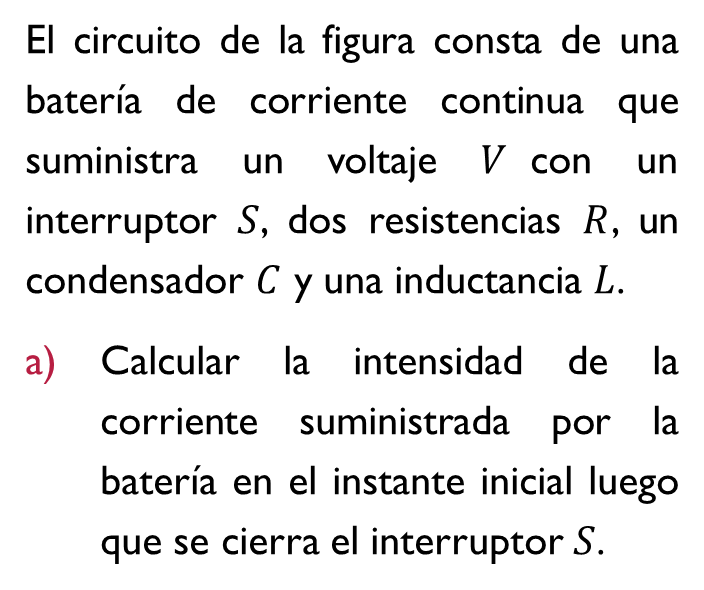 El circuito de la figura consta de una
batería de corriente continua que
suministra un voltaje V con un
interruptor S, dos resistencias R, un
condensador C y una inductancia L.
a) Calcular la intensidad de la
corriente suministrada por la
batería en el instante inicial luego
que se cierra el interruptor S.